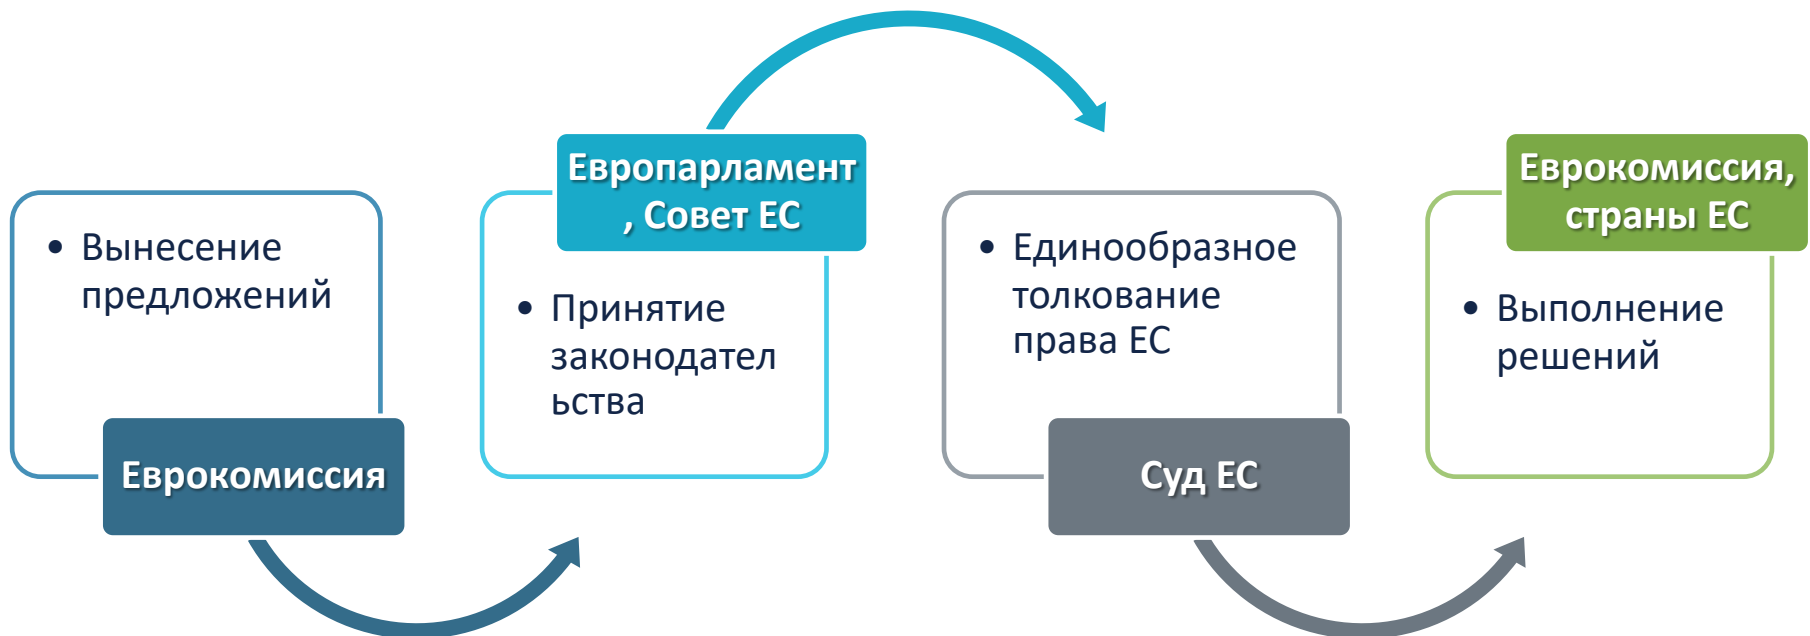 • Вынесение
предложений
Еврокомиссия
Европарламент
, Совет ЕС
• Принятие
законодател
ьства
• Единообразное
толкование
права ЕС
Суд ЕС
Еврокомиссия,
страны ЕС
• Выполнение
решений